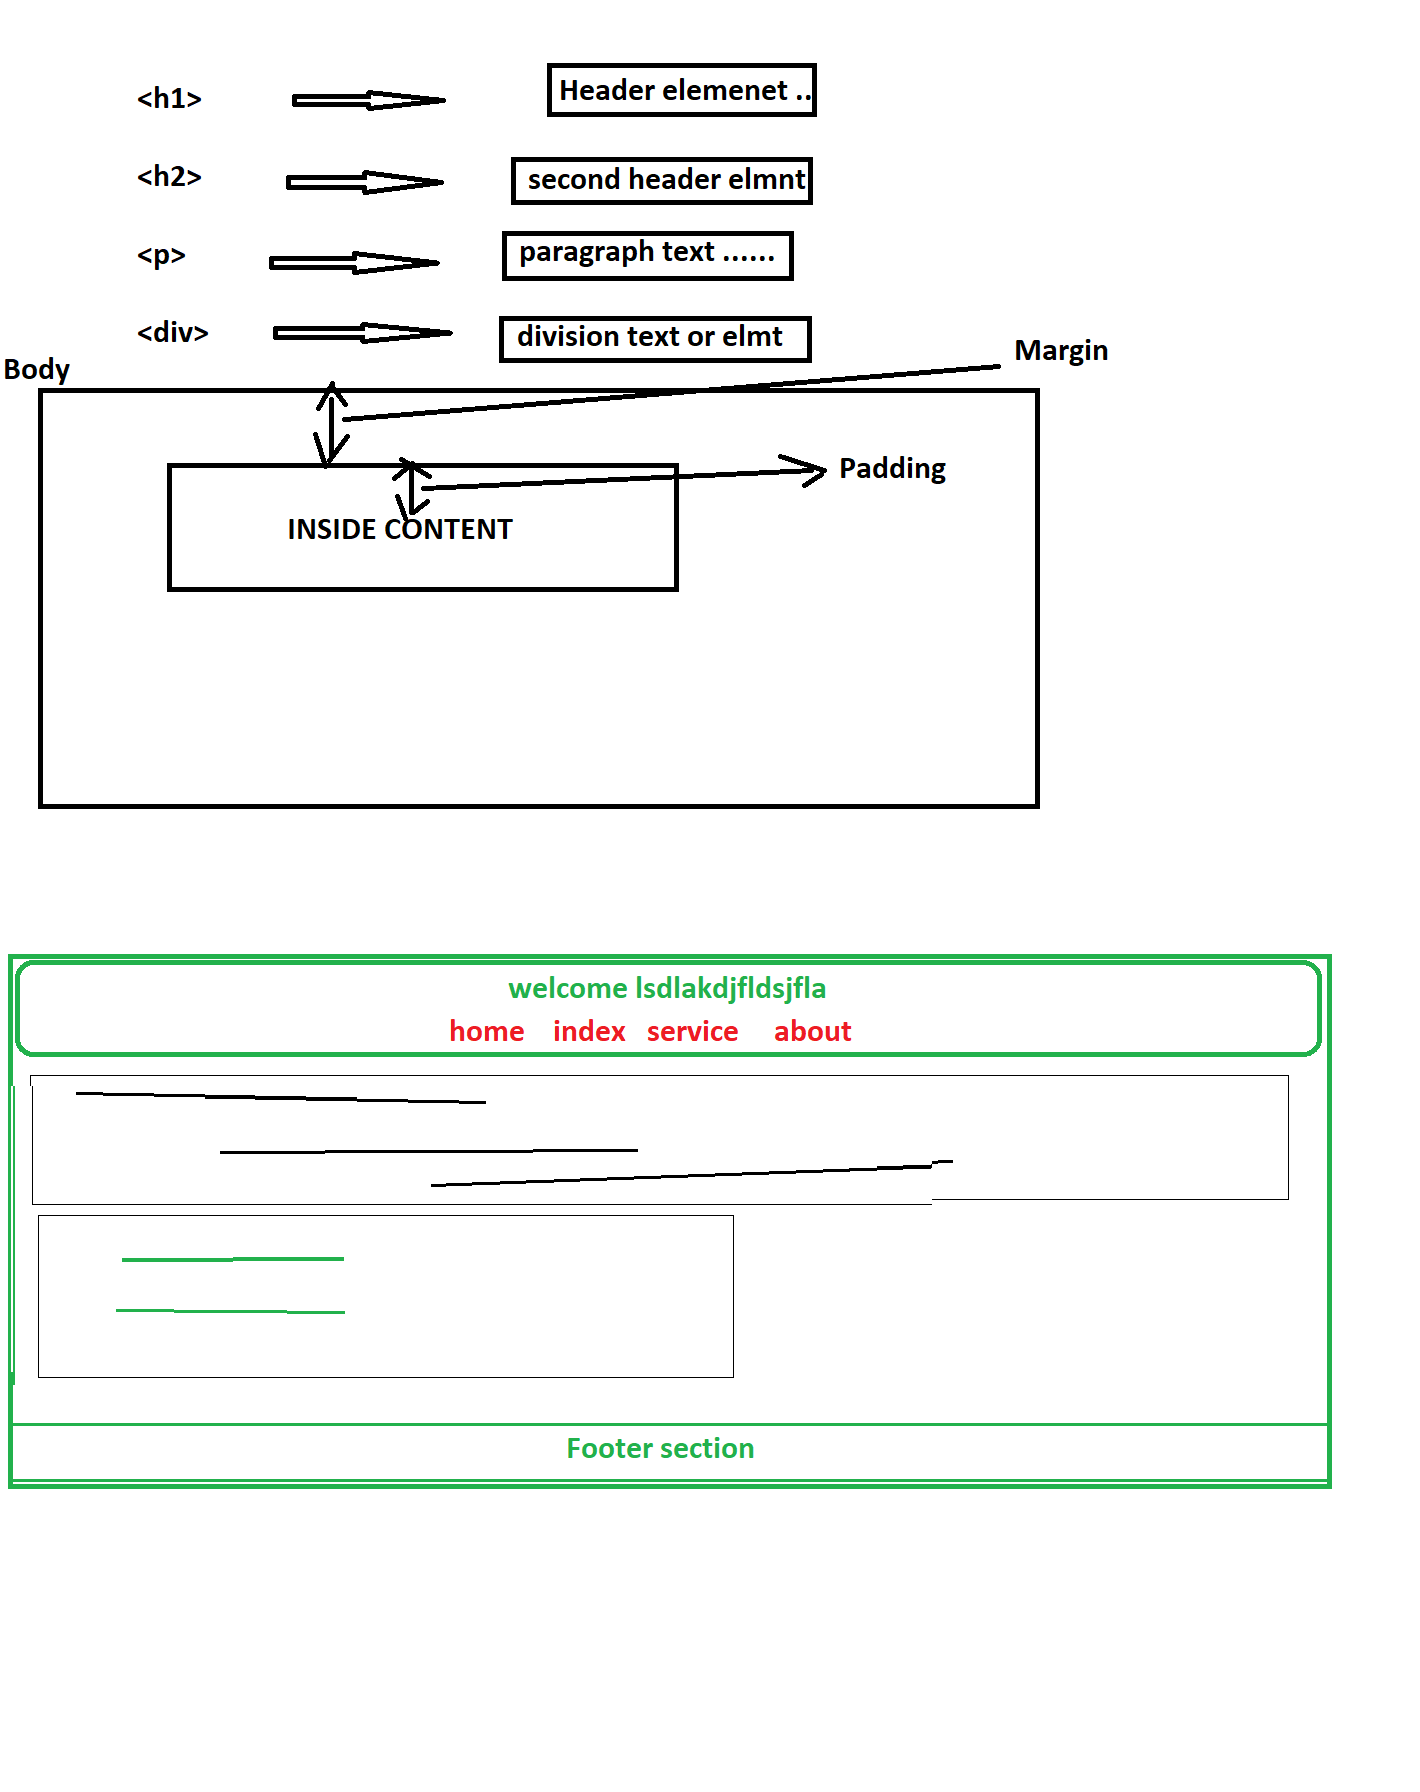 <h1> Header elemenet ..
<h2> second header elmnt
<p> paragraph text ......
<div> division text or elmt
Margin
Body
Padding
INSIDE CONTENT
welcome lsdlakdjfldsjfla
home index service about
Footer section